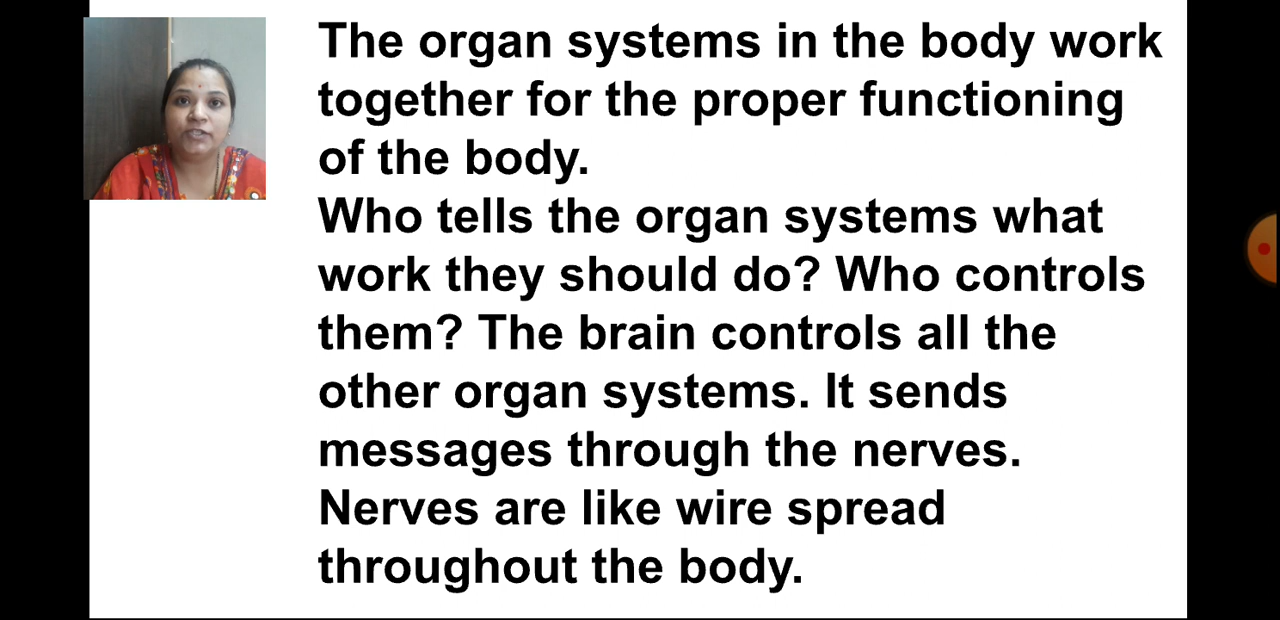 The organ systems in the body work
together for the proper functioning
of the body.
Who tells the organ systems what
work they should do? Who controls
them? The brain controls all the
other organ systems. It sends
messages through the nerves.
Nerves are like wire spread
throughout the body.